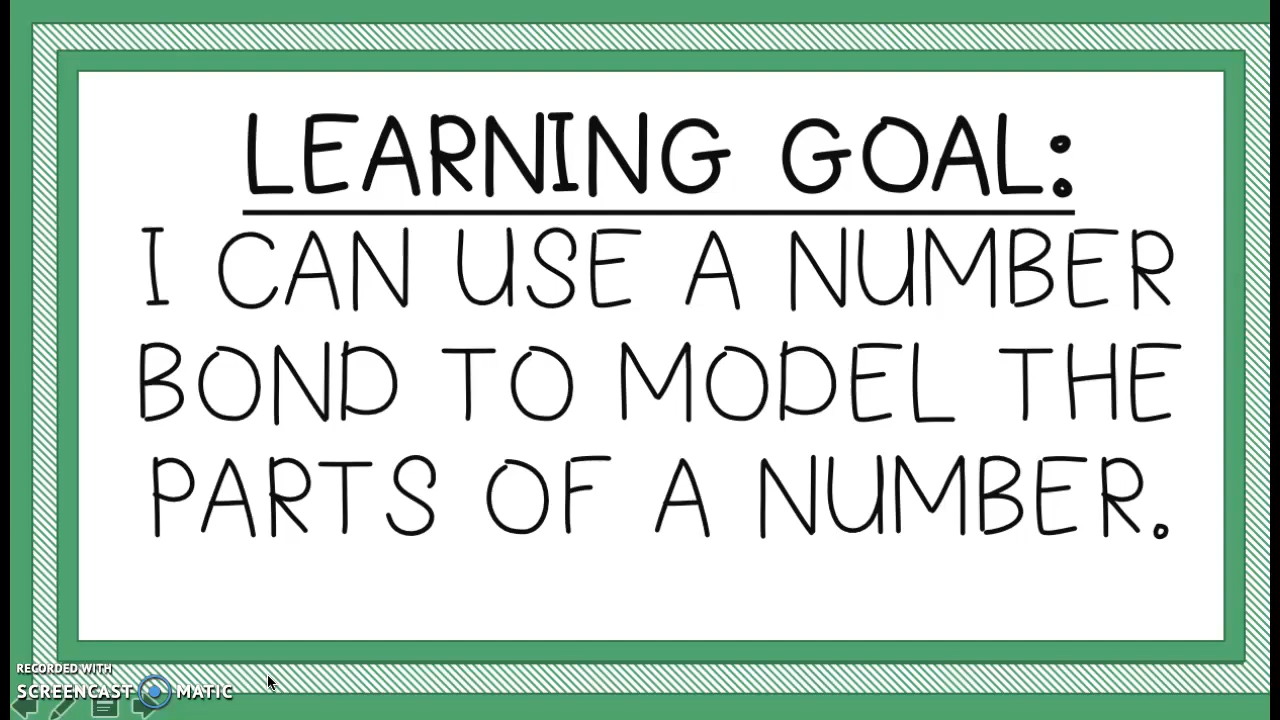 LEARNING GOAL:
I CAN USE A NUMBER
BOND TO MODEL THE
PARTS OF A NUMBER.
RECORDED WITH
SCREENCAST MATIC